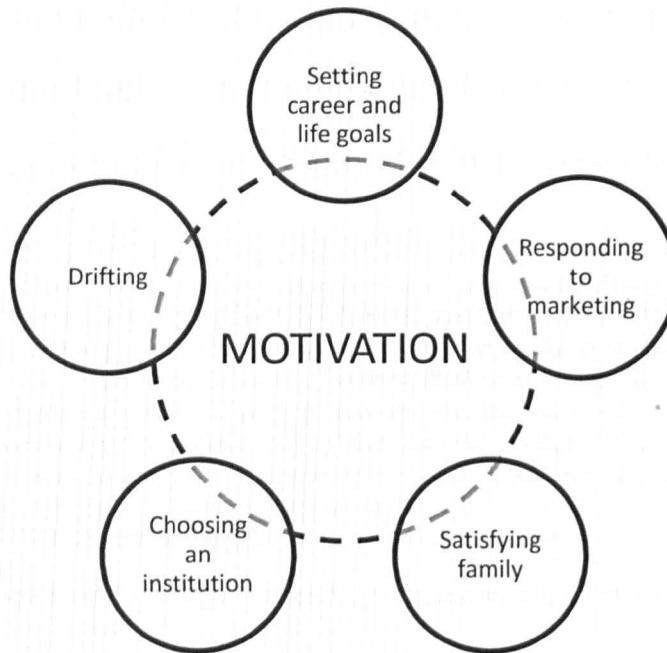 Setting
career and
life goals
Drifting
Responding
to
marketing
MOTIVATION
Choosing
an
institution
Satisfying
family